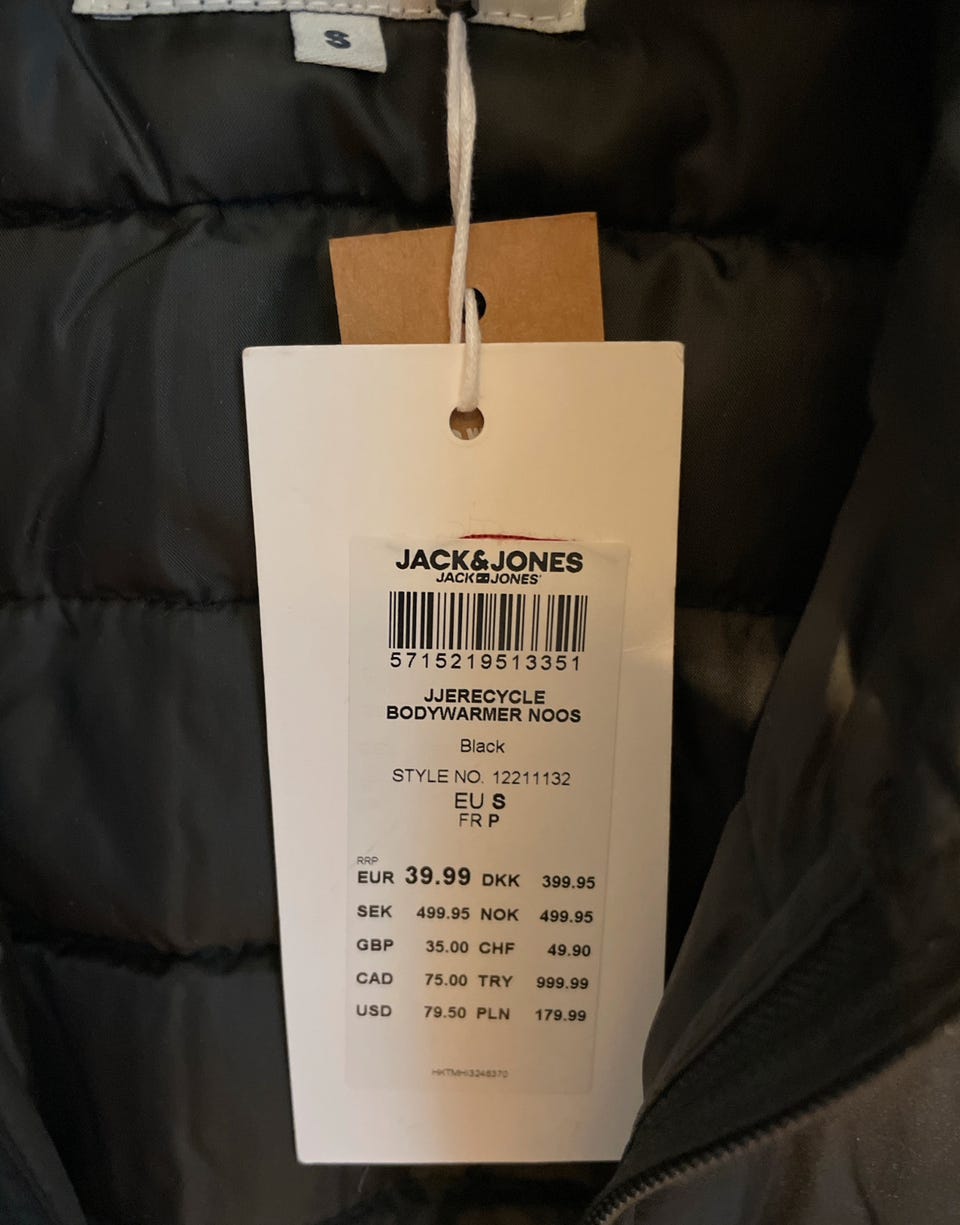 S
JACK&JONES
JACK JONES
5715219513351
JJERECYCLE
BODYWARMER NOOS
Black
STYLE NO. 12211132
EU S
FR P
RRP
EUR 39.99 DKK 399.95
SEK 499.95 NOK 499.95
GBP 35.00 CHF 49.90
CAD 75.00 TRY 999.99
USD 79.50 PLN 179.99